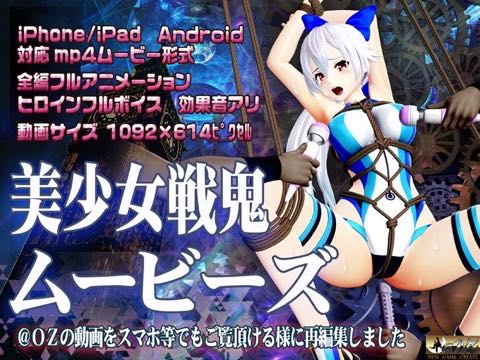 iPhone/iPad Android
対応mp4ムービー形式
全編フルアニメーション
ヒロインフルボイス 効果音アリ
動画サイズ 1092×614ピクセル
美少女戦鬼
ムービーズ
@OZの動画をスマホ等でもご覧頂ける様に再編集しました
NEW GAME CREATE